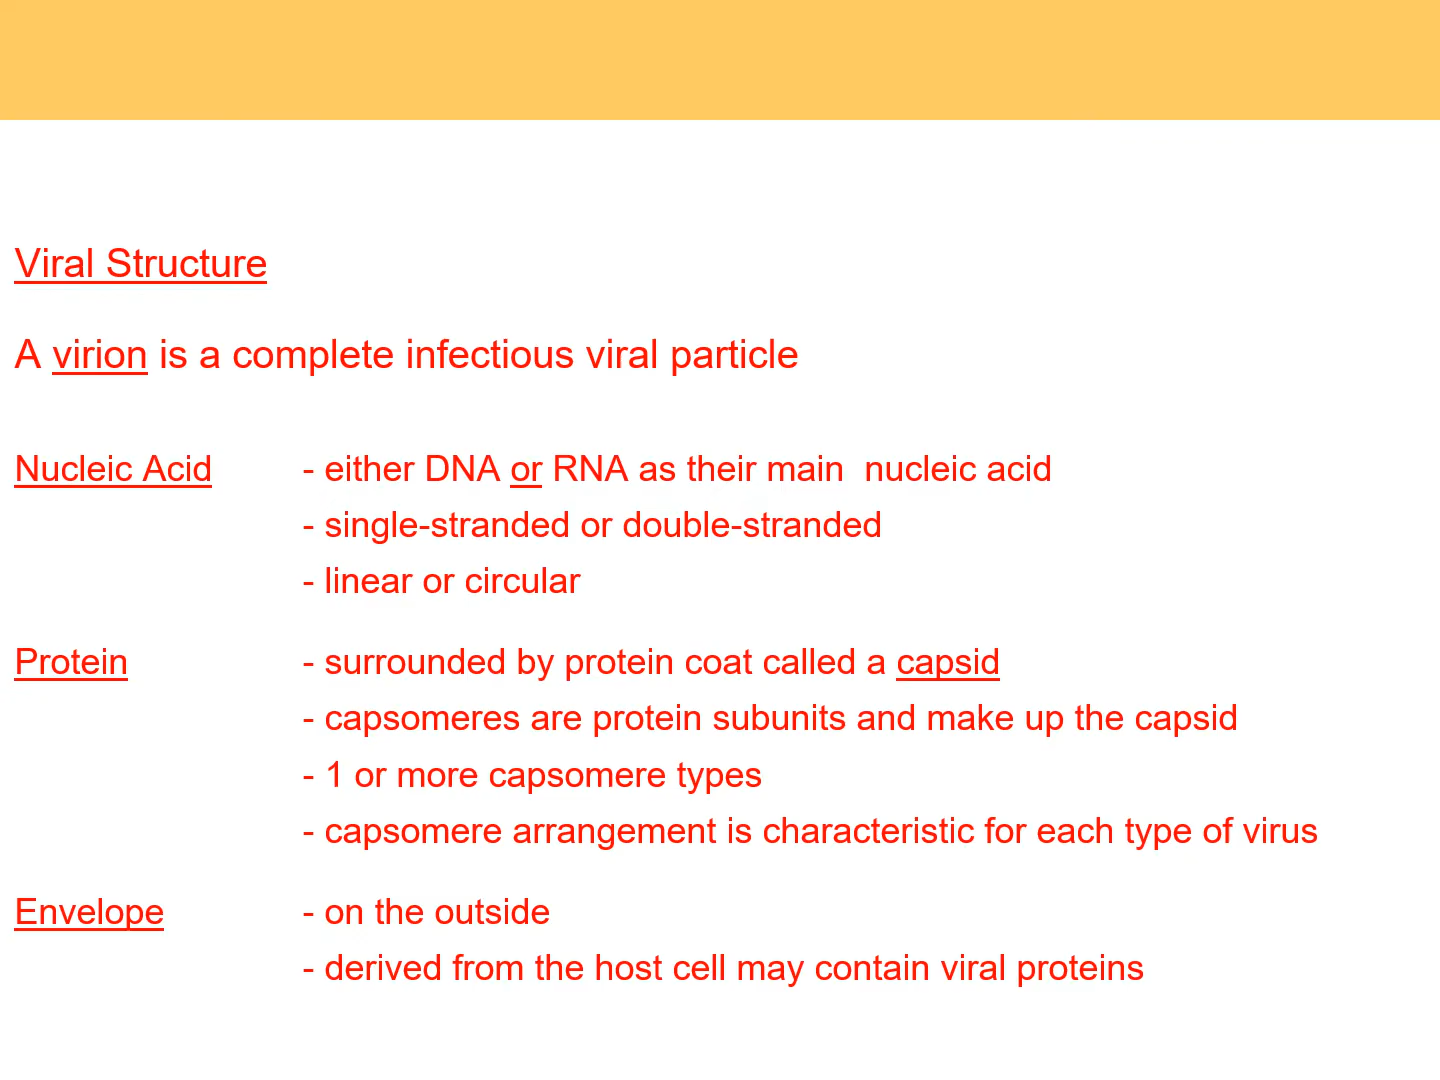 Viral Structure
A virion is a complete infectious viral particle
Nucleic Acid - either DNA or RNA as their main  nucleic acid
- single-stranded or double-stranded
- linear or circular
Protein - surrounded by protein coat called a capsid
- capsomeres are protein subunits and make up the capsid
- 1 or more capsomere types
- capsomere arrangement is characteristic for each type of virus
Envelope - on the outside
- derived from the host cell may contain viral proteins